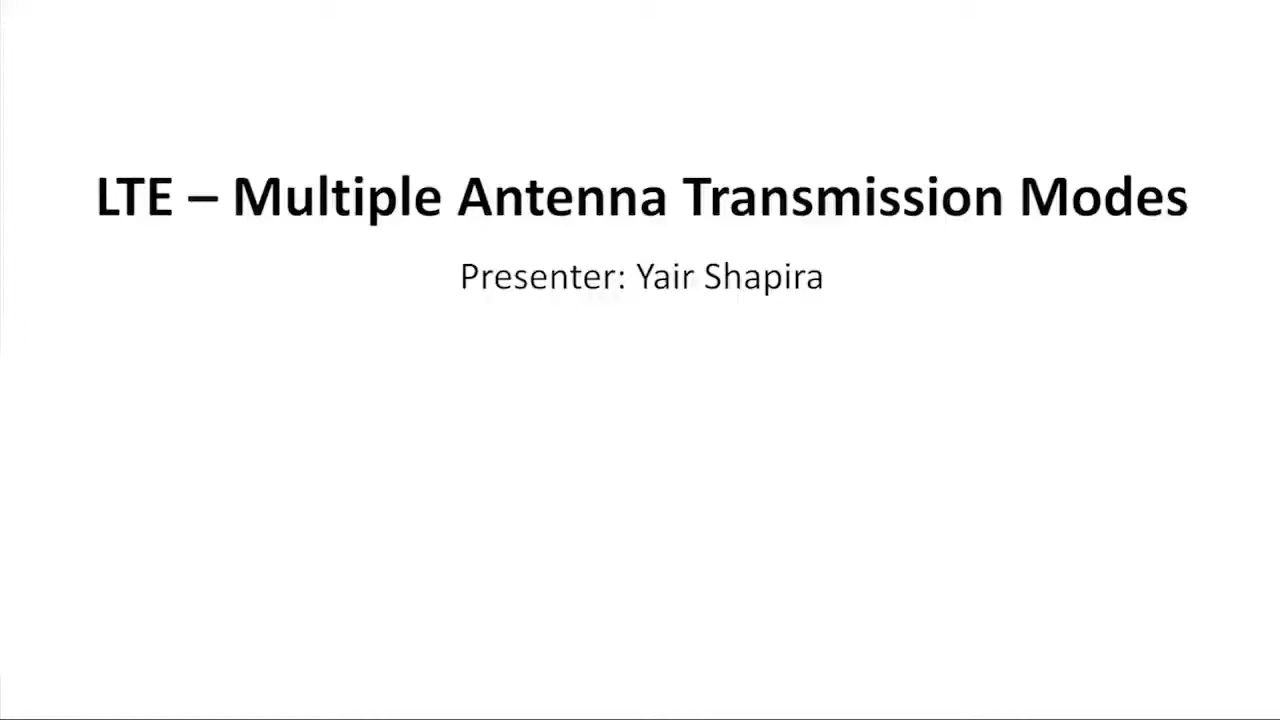 LTE – Multiple Antenna Transmission Modes
Presenter: Yair Shapira